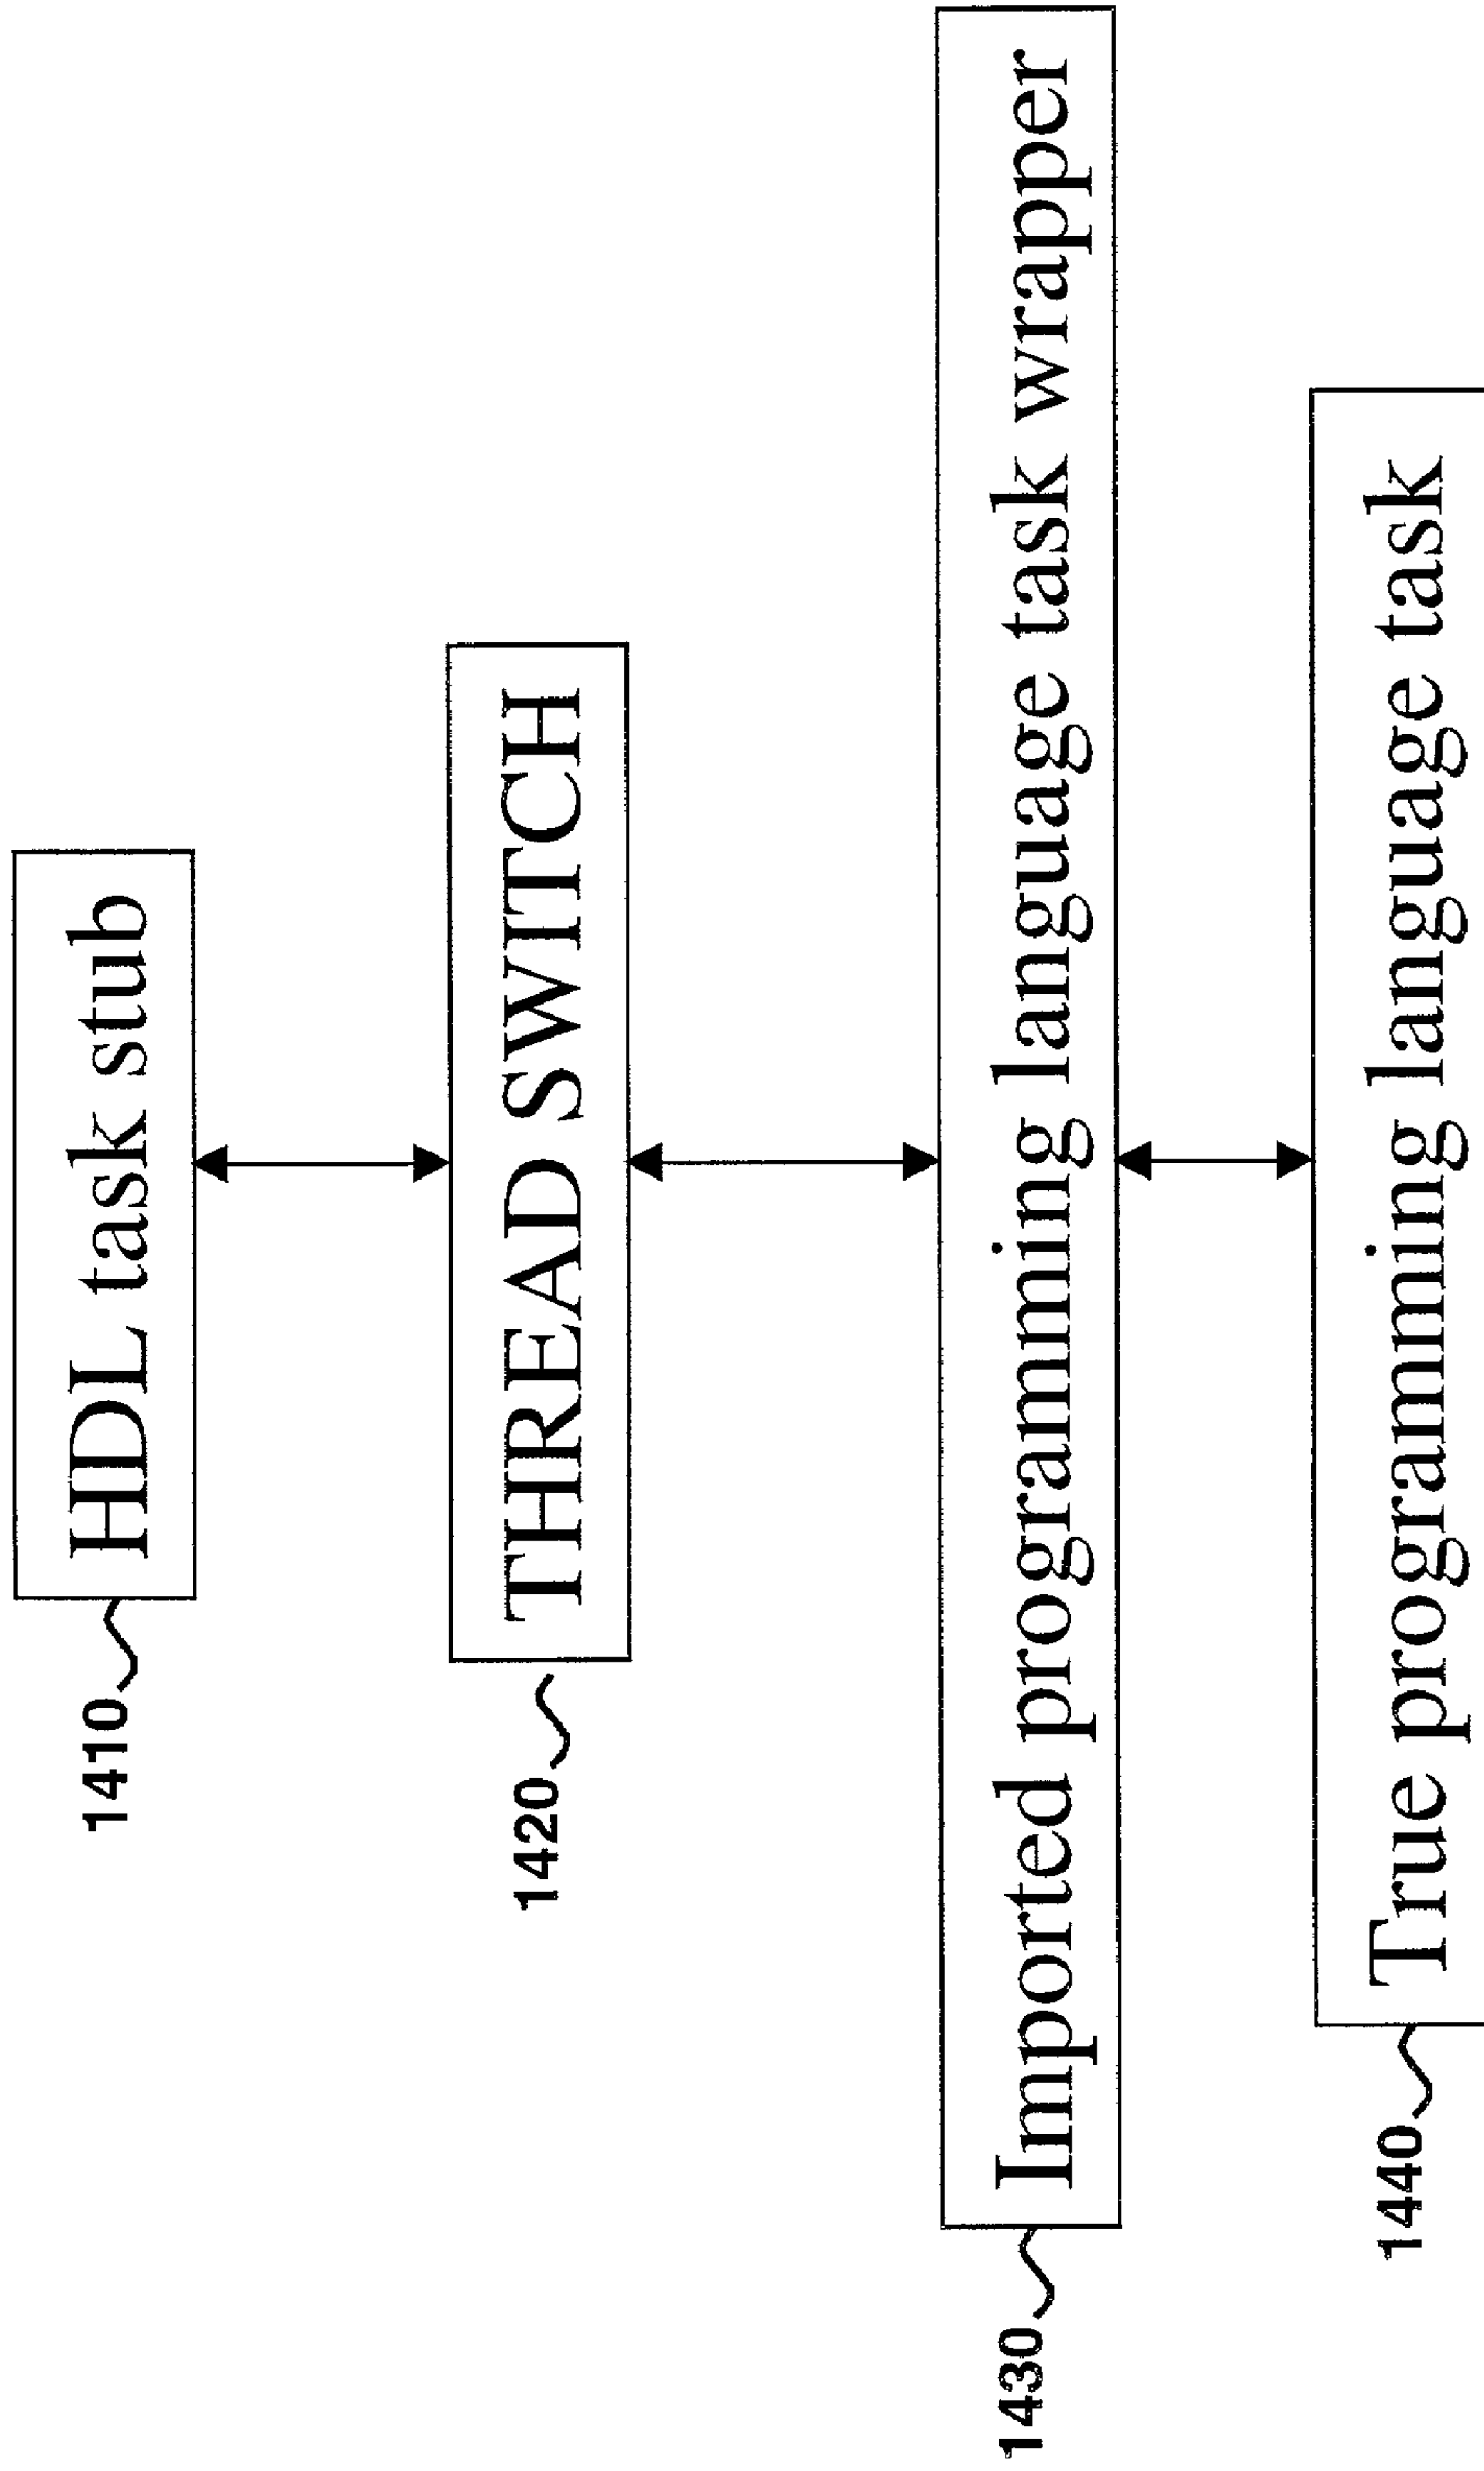 1410
HDL task stub
1420
THREAD SWITCH
1430
Imported programming language task wrapper
1440
True programming language task